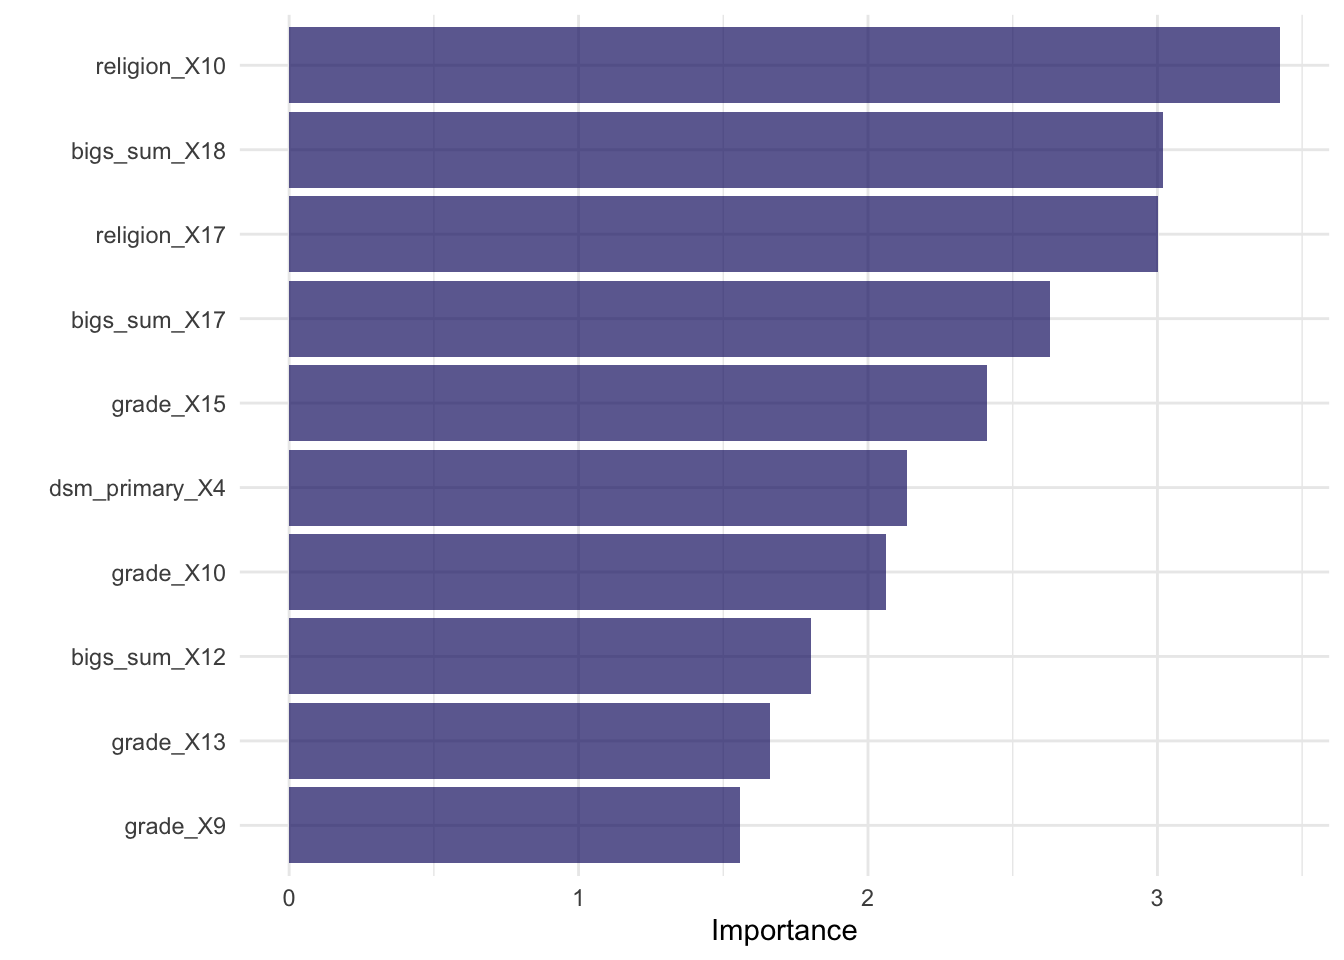 religion_X10
bigs_sum_X18
religion_X17
bigs_sum_X17
grade_X15
dsm_primary_X4
grade_X10
bigs_sum_X12
grade_X13
grade_X9
0 1 2 3
Importance